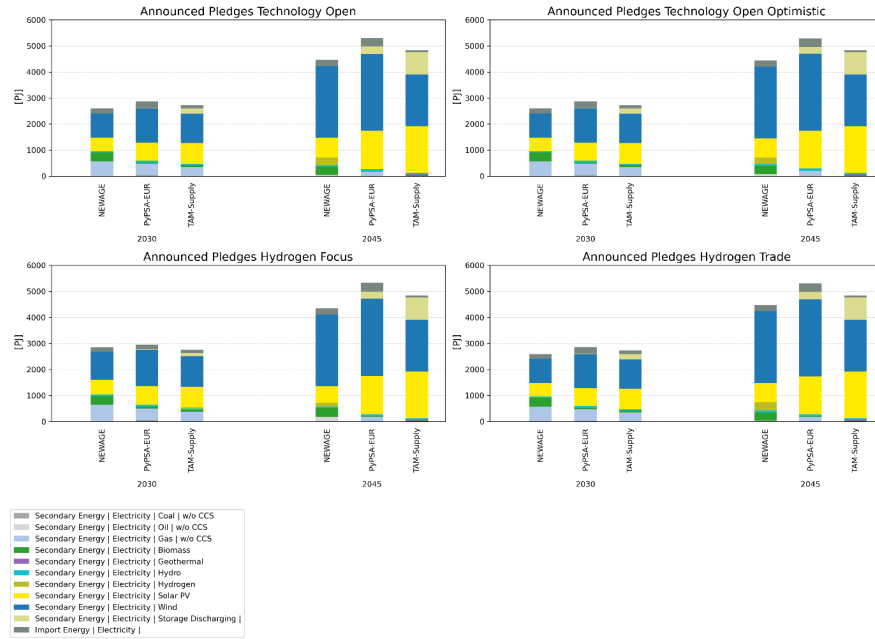 Announced Pledges Technology Open
Announced Pledges Technology Open Optimistic
6000
5000
4000
3000
2000
1000
0
[PJ]
NEWAGE
PyPSA-EUR
TAM-Supply
NEWAGE
PyPSA-EUR
TAM-Supply
2030
2045
6000
5000
4000
3000
2000
1000
0
[PJ]
NEWAGE
PyPSA-EUR
TAM-Supply
NEWAGE
PyPSA-EUR
TAM-Supply
2030
2045
Announced Pledges Hydrogen Focus
Announced Pledges Hydrogen Trade
6000
5000
4000
3000
2000
1000
0
[PJ]
NEWAGE
PyPSA-EUR
TAM-Supply
NEWAGE
PyPSA-EUR
TAM-Supply
2030
2045
6000
5000
4000
3000
2000
1000
0
[PJ]
NEWAGE
PyPSA-EUR
TAM-Supply
NEWAGE
PyPSA-EUR
TAM-Supply
2030
2045
Secondary Energy | Electricity | Coal | w/o CCS
Secondary Energy | Electricity | Oil | w/o CCS
Secondary Energy | Electricity | Gas | w/o CCS
Secondary Energy | Electricity | Biomass
Secondary Energy | Electricity | Geothermal
Secondary Energy | Electricity | Hydro
Secondary Energy | Electricity | Hydrogen
Secondary Energy | Electricity | Solar PV
Secondary Energy | Electricity | Wind
Secondary Energy | Electricity | Storage Discharging |
Import Energy | Electricity |